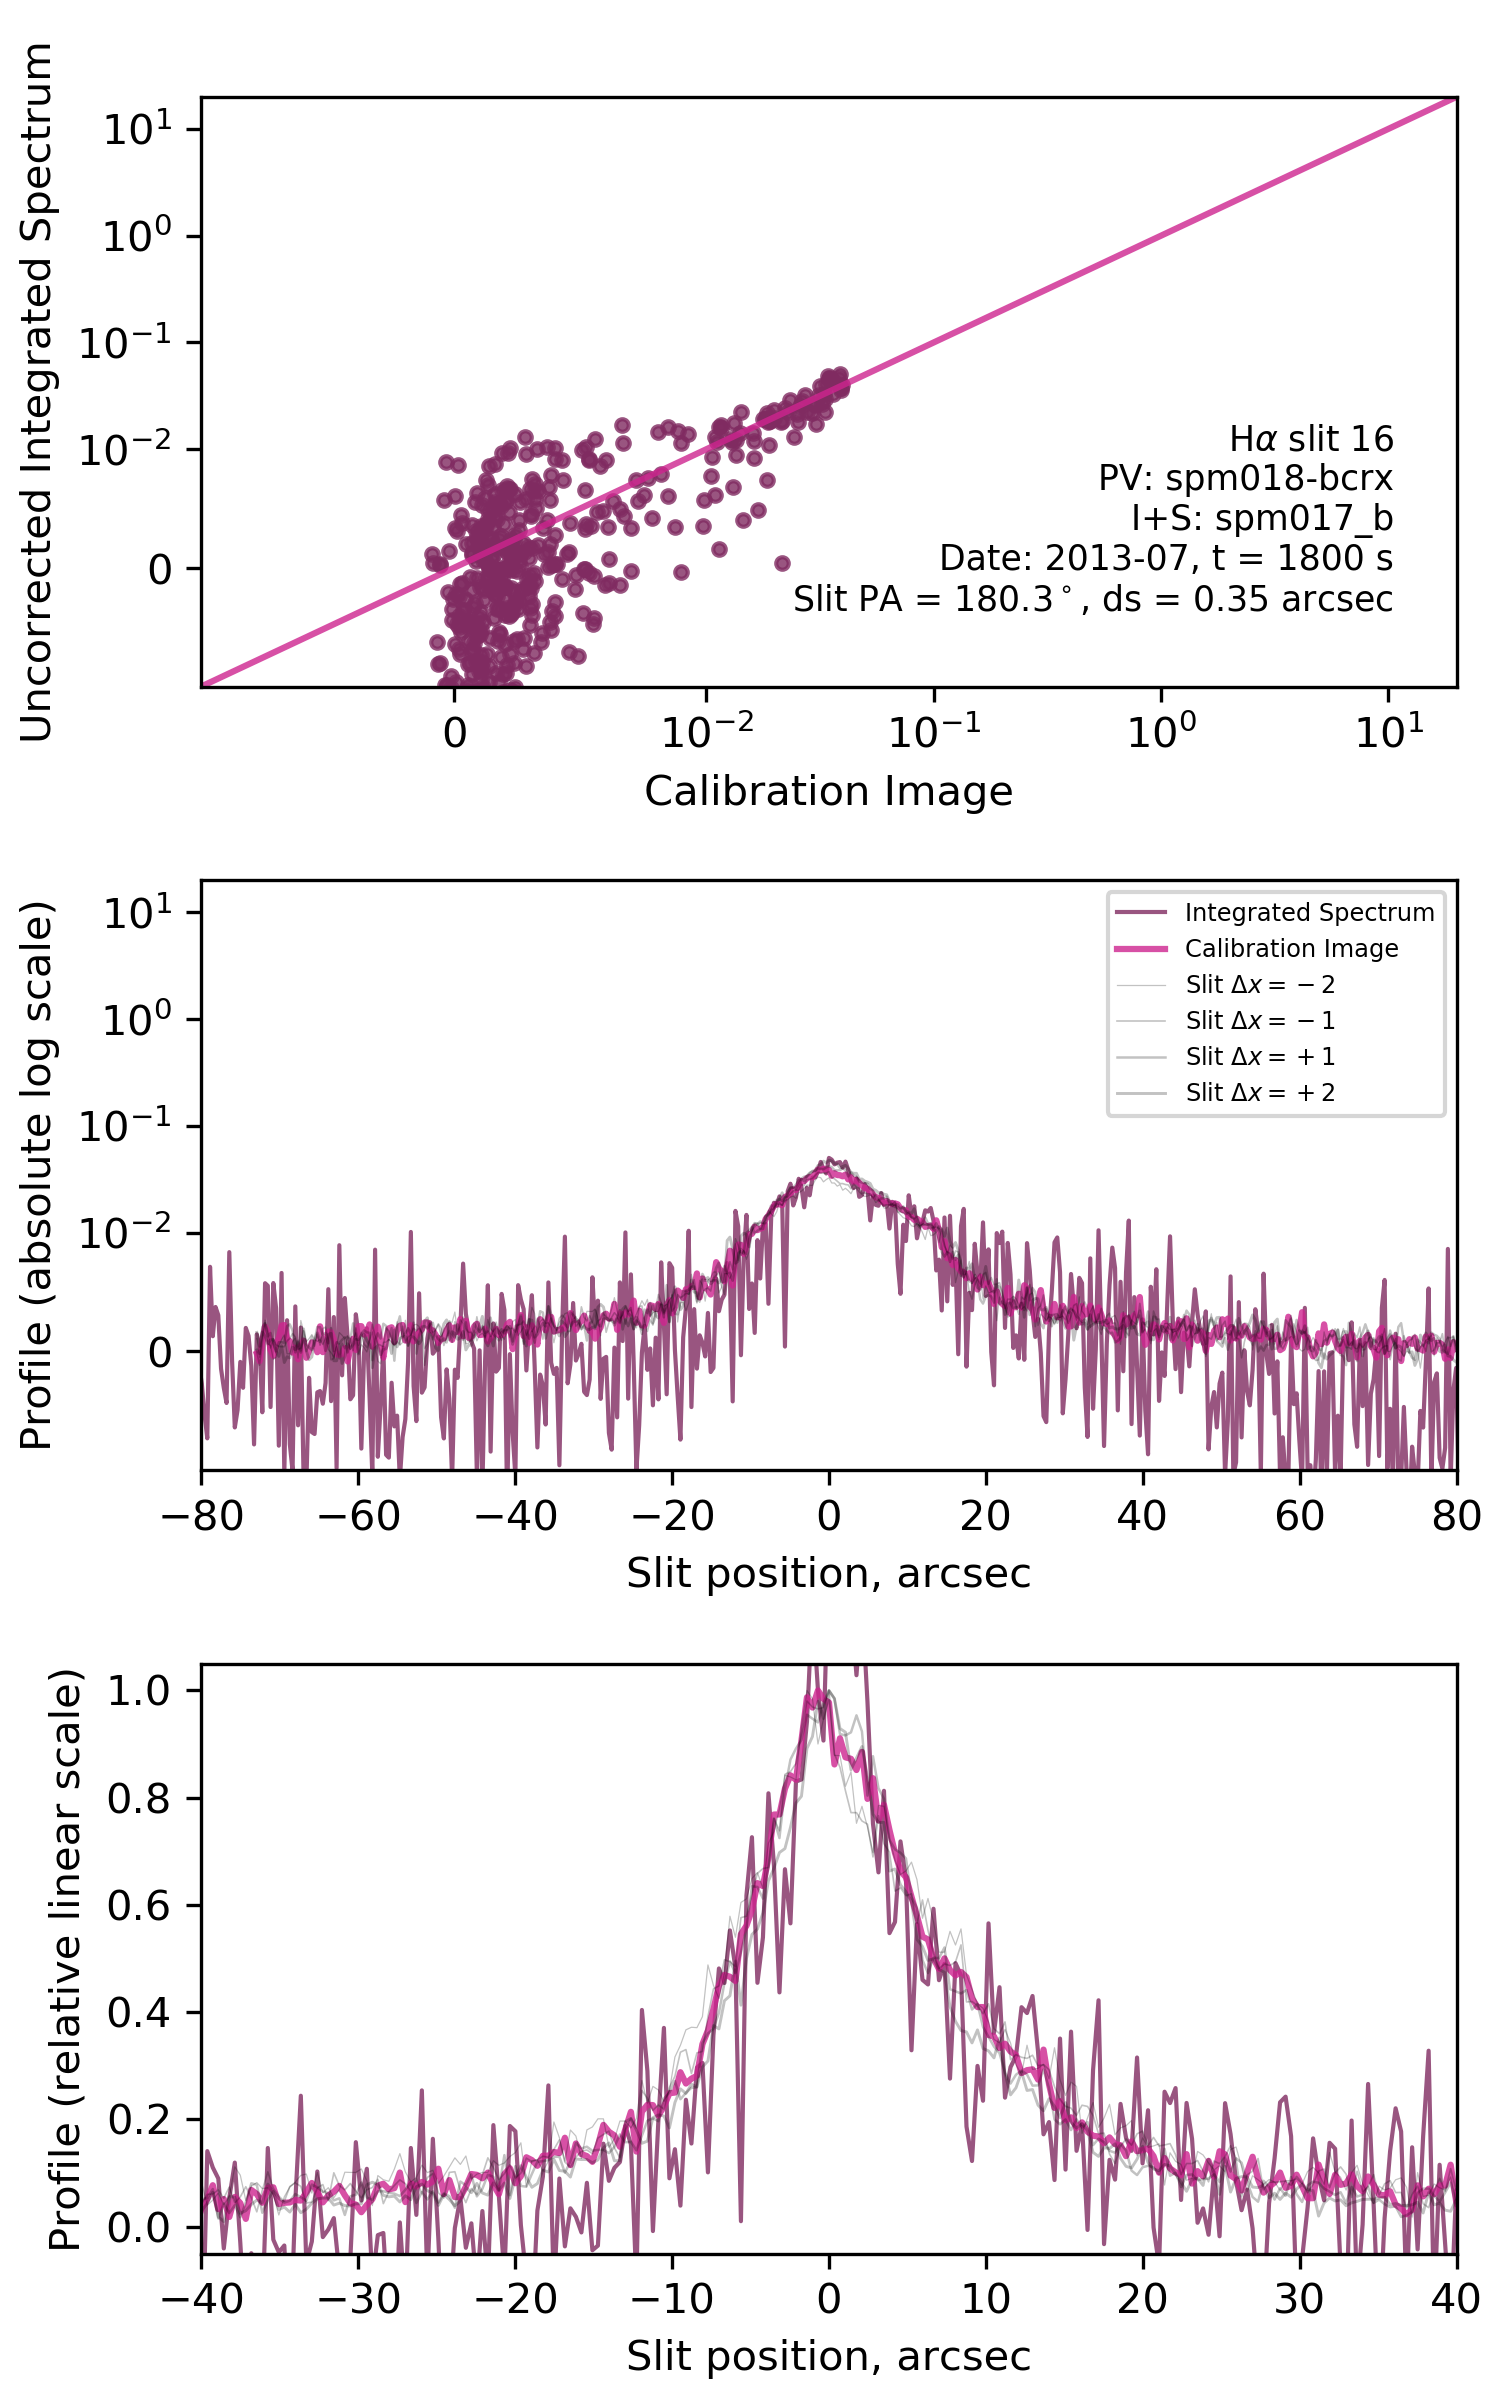 Uncorrected Integrated Spectrum
10¹
10⁰
10⁻¹
10⁻²
0
Hα slit 16
PV: spm018-bcrx
I+S: spm017_b
Date: 2013-07, t = 1800 s
Slit PA = 180.3°, ds = 0.35 arcsec
0 10⁻² 10⁻¹ 10⁰ 10¹
Calibration Image
Profile (absolute log scale)
10¹
10⁰
10⁻¹
10⁻²
0
Integrated Spectrum
Calibration Image
Slit Δx = −2
Slit Δx = −1
Slit Δx = +1
Slit Δx = +2
−80 −60 −40 −20 0 20 40 60 80
Slit position, arcsec
Profile (relative linear scale)
1.0
0.8
0.6
0.4
0.2
0.0
−40 −30 −20 −10 0 10 20 30 40
Slit position, arcsec